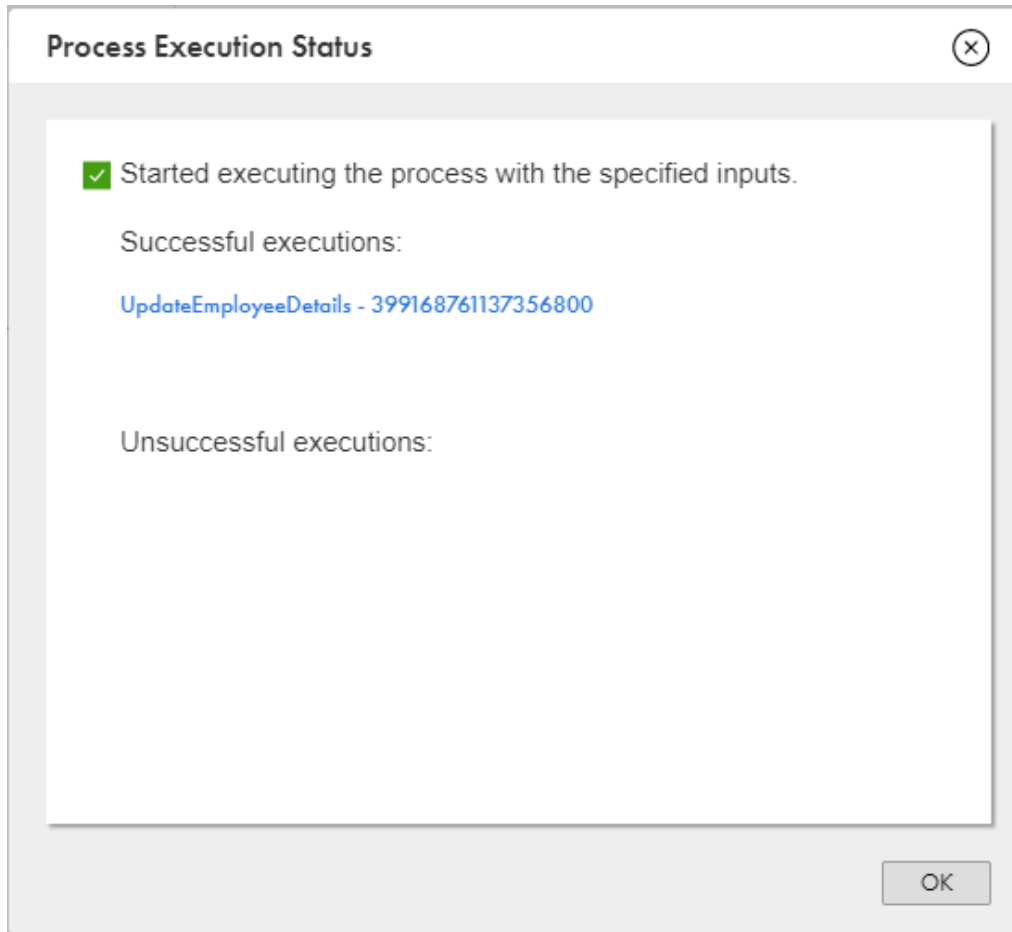 Process Execution Status
Started executing the process with the specified inputs.
Successful executions:
UpdateEmployeeDetails - 399168761137356800
Unsuccessful executions:
OK